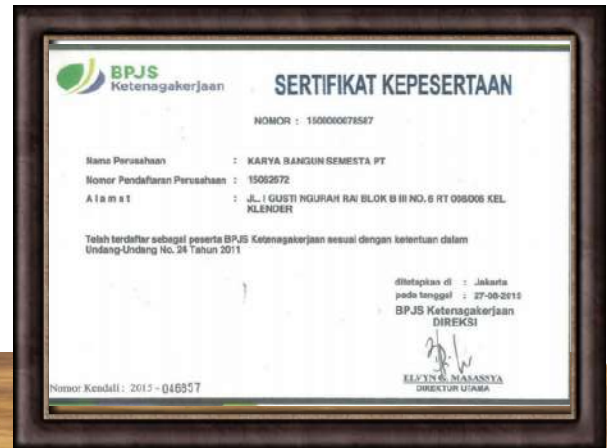 BPJS
Ketenagakerjaan
SERTIFIKAT KEPESERTAAN
NOMOR :
Nama Perusahaan : KARYA BANGUN SEMESTA PT
Nomor Pendaftaran Perusahaan : 15062672
Alamat : JL. I GUSTI NGURAH RAI BLOK B III NO. 6 RT 008/006 KEL
KLENDER
Telah terdaftar sebagai peserta BPJS Ketenagakerjaan sesuai dengan ketentuan dalam
Undang-Undang No. 24 Tahun 2011
ditetapkan di : Jakarta
pada tanggal : 27-08-2015
BPJS Ketenagakerjaan
DIREKSI
ELVYN G. MASASSYA
DIREKTUR UTAMA
Nomor Kendali : 2015 - 046857